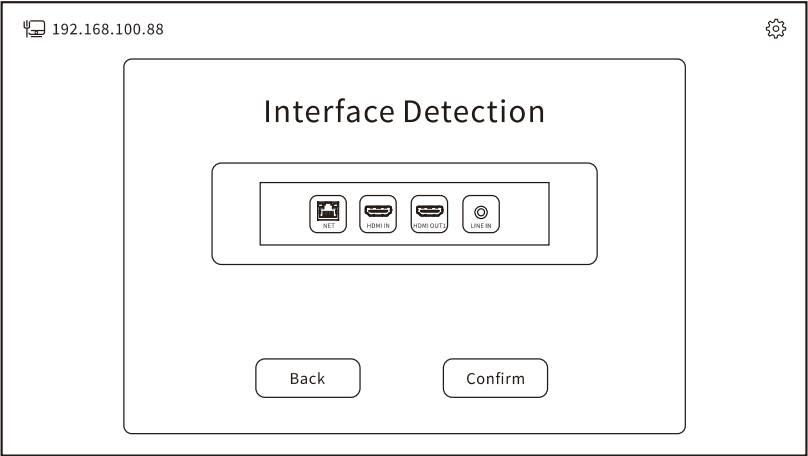 192.168.100.88
Interface Detection
NET
HDMI IN
HDMI OUT1
LINE IN
Back
Confirm